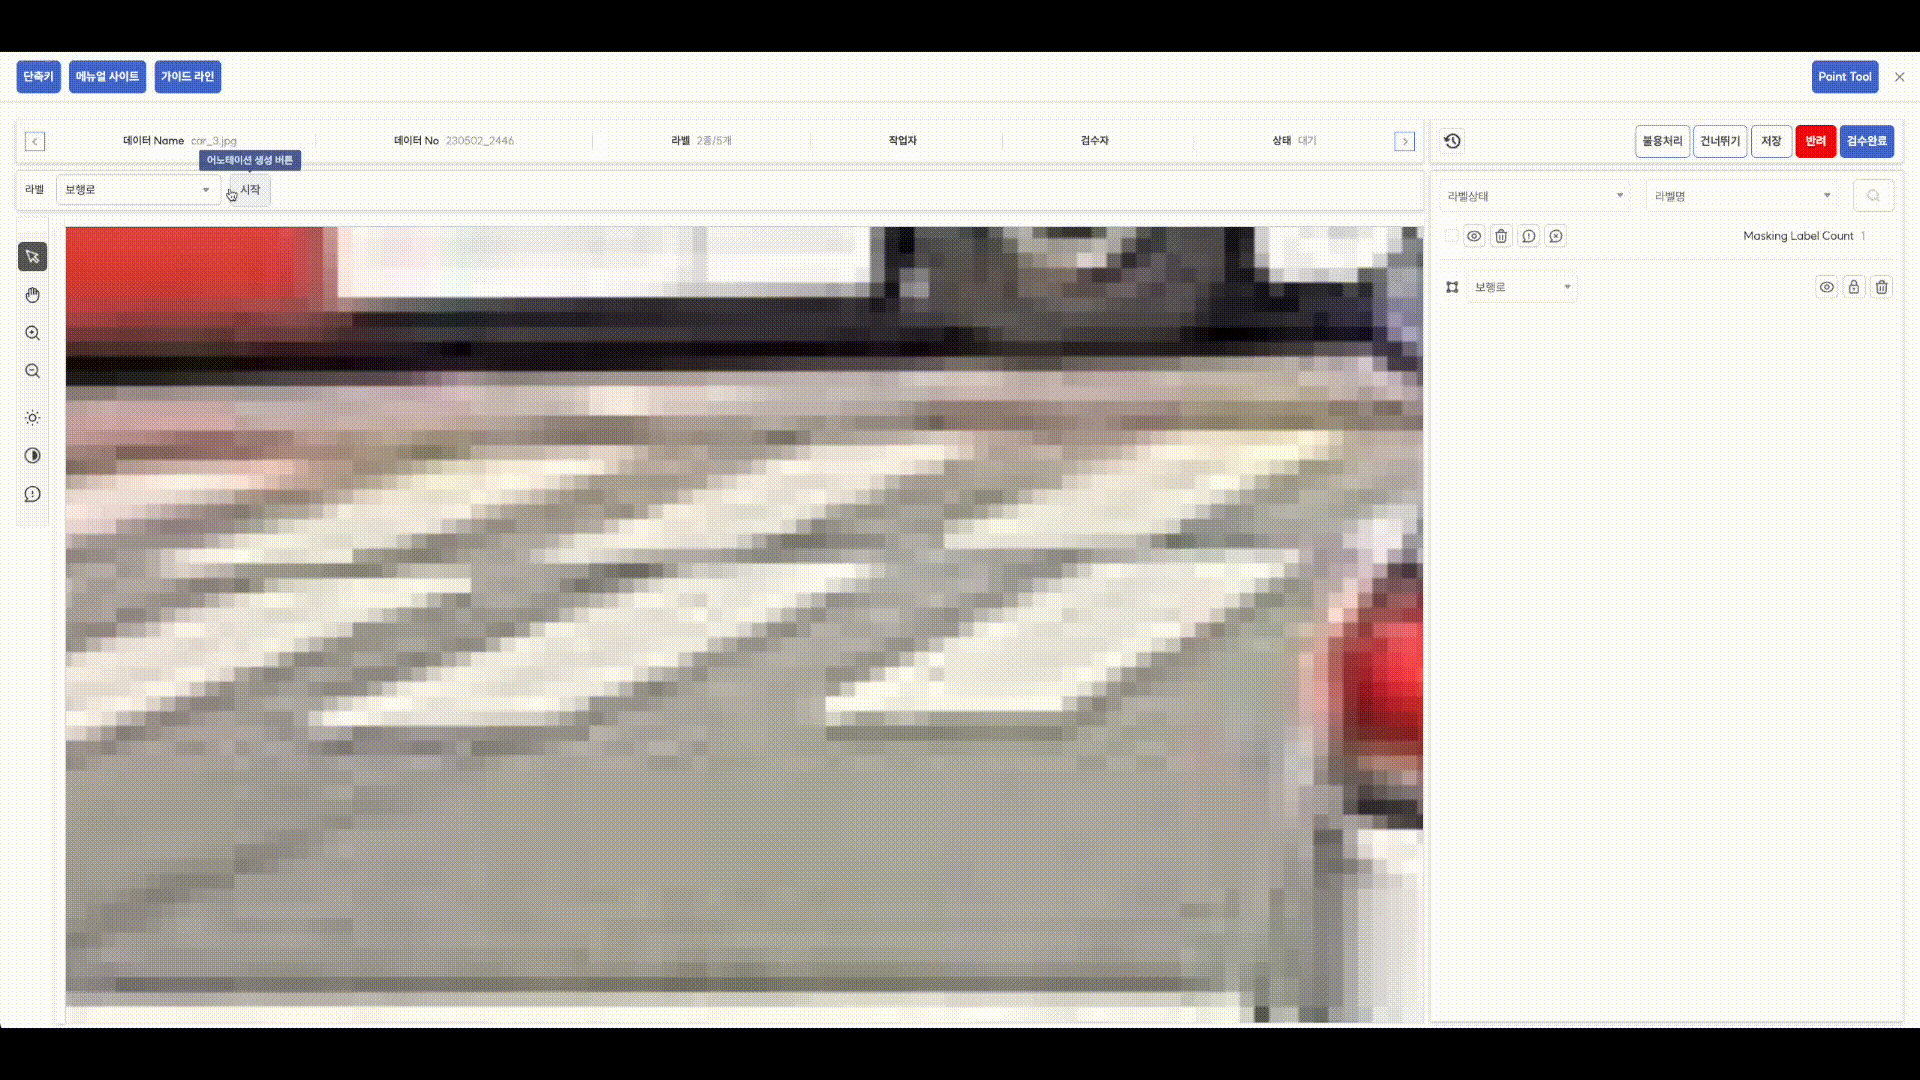 단축키 메뉴얼 사이트 가이드 라인 Point Tool
데이터 Name car_3.jpg 데이터 No 230502_2446 라벨 2종/5개 작업자 검수자 상태 대기 불용처리 건너뛰기 저장 반려 검수완료
어노테이션 생성 버튼
라벨 보행로 시작 라벨상태 라벨명
Masking Label Count 1
보행로